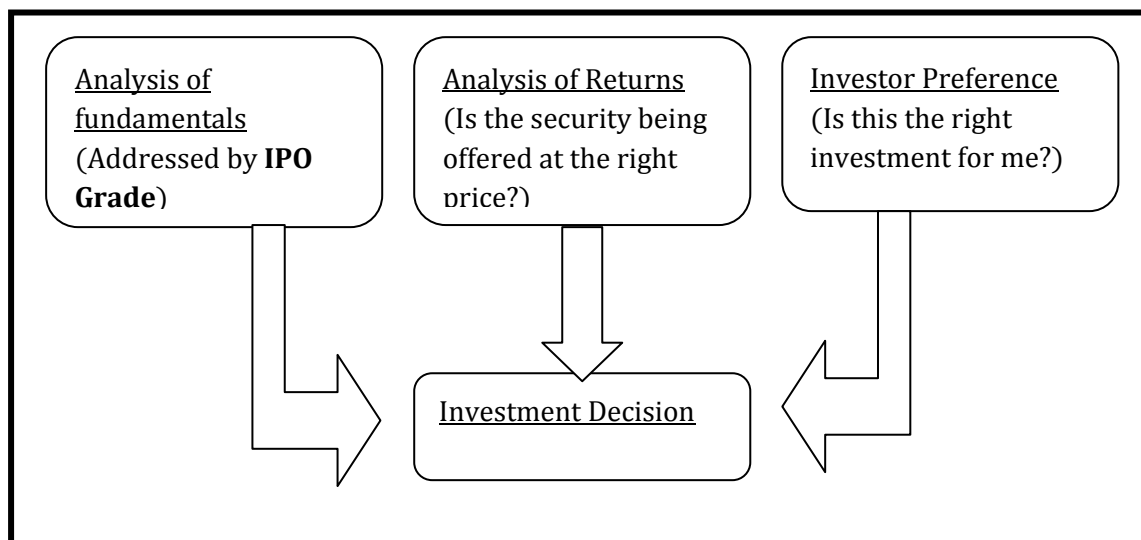 Analysis of
fundamentals
(Addressed by IPO
Grade)
Analysis of Returns
(Is the security being
offered at the right
price?)
Investor Preference
(Is this the right
investment for me?)
Investment Decision